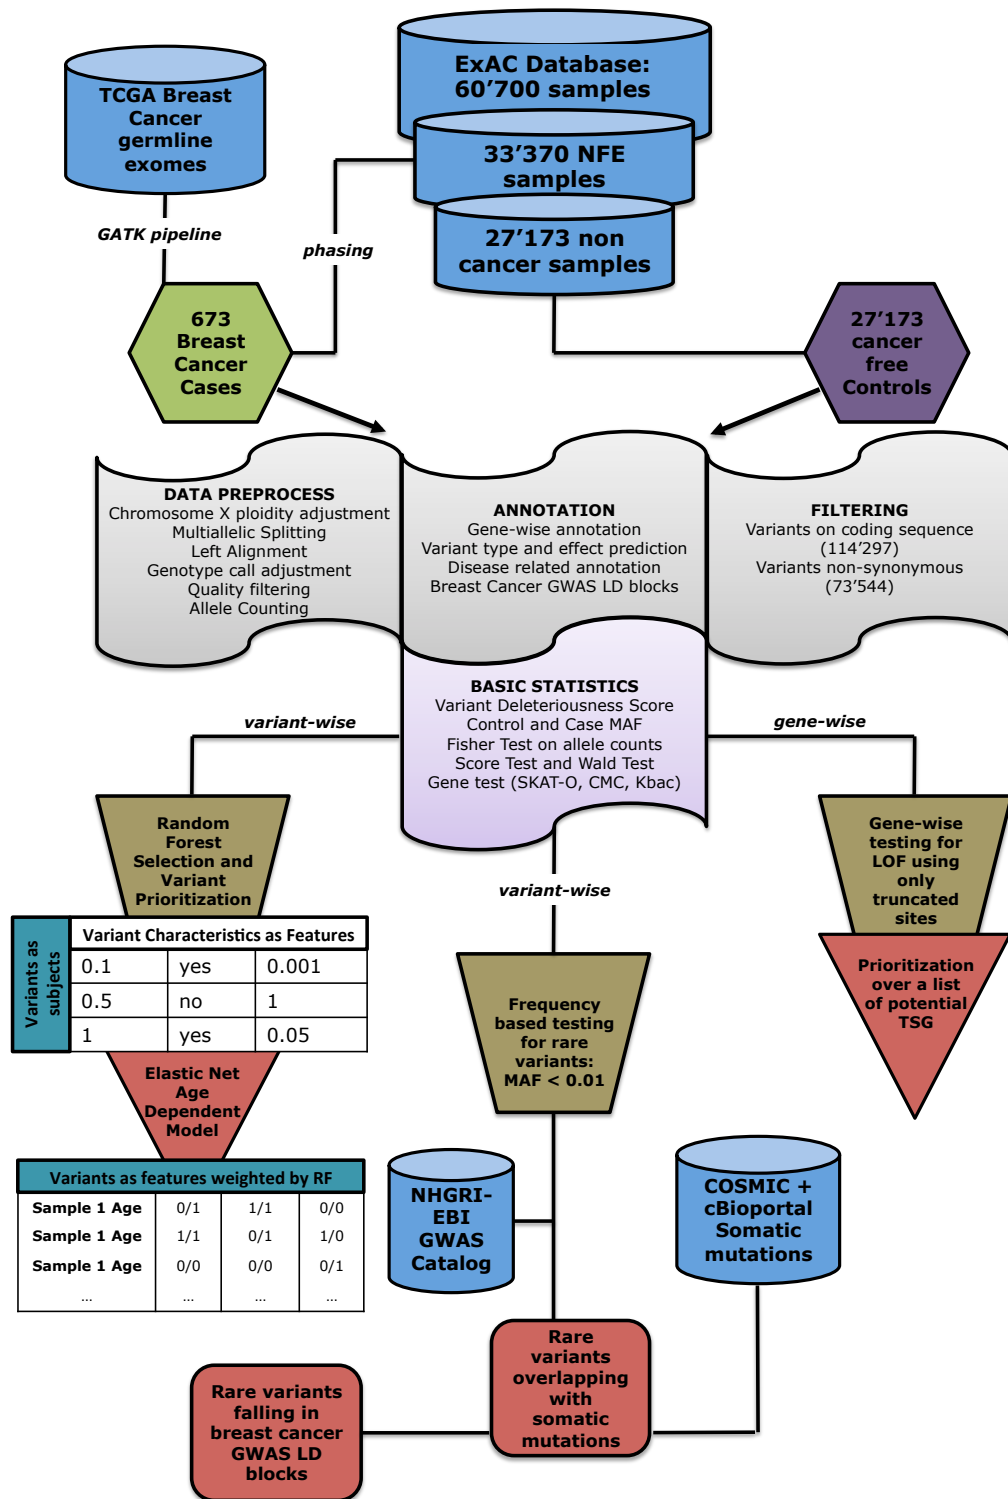 TCGA Breast
Cancer
germline
exomes
ExAC Database:
60'700 samples
33'370 NFE
samples
27'173 non
cancer samples
GATK pipeline
phasing
673
Breast
Cancer
Cases
27'173
cancer
free
Controls
DATA PREPROCESS
Chromosome X ploidity adjustment
Multiallelic Splitting
Left Alignment
Genotype call adjustment
Quality filtering
Allele Counting
ANNOTATION
Gene-wise annotation
Variant type and effect prediction
Disease related annotation
Breast Cancer GWAS LD blocks
FILTERING
Variants on coding sequence
(114'297)
Variants non-synonymous
(73'544)
BASIC STATISTICS
Variant Deleteriousness Score
Control and Case MAF
Fisher Test on allele counts
Score Test and Wald Test
Gene test (SKAT-O, CMC, Kbac)
variant-wise
gene-wise
variant-wise
Random
Forest
Selection and
Variant
Prioritization
Variants as
subjects
Variant Characteristics as Features
0.1 yes 0.001
0.5 no 1
1 yes 0.05
Elastic Net
Age
Dependent
Model
Variants as features weighted by RF
Sample 1 Age 0/1 1/1 0/0
Sample 1 Age 1/1 0/1 1/0
Sample 1 Age 0/0 0/0 0/1
... ... ... ...
Frequency
based testing
for rare
variants:
MAF < 0.01
Gene-wise
testing for
LOF using
only
truncated
sites
Prioritization
over a list
of potential
TSG
NHGRI-
EBI
GWAS
Catalog
COSMIC +
cBioportal
Somatic
mutations
Rare
variants
overlapping
with
somatic
mutations
Rare variants
falling in
breast cancer
GWAS LD
blocks